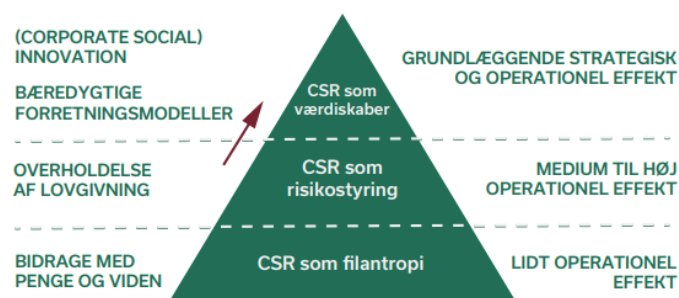 (CORPORATE SOCIAL)
INNOVATION
BÆREDYGTIGE
FORRETNINGSMODELLER
CSR som
værdiskaber
GRUNDLÆGGENDE STRATEGISK
OG OPERATIONEL EFFEKT
OVERHOLDELSE
AF LOVGIVNING
CSR som
risikostyring
MEDIUM TIL HØJ
OPERATIONEL EFFEKT
BIDRAGE MED
PENGE OG VIDEN
CSR som filantropi
LIDT OPERATIONEL
EFFEKT